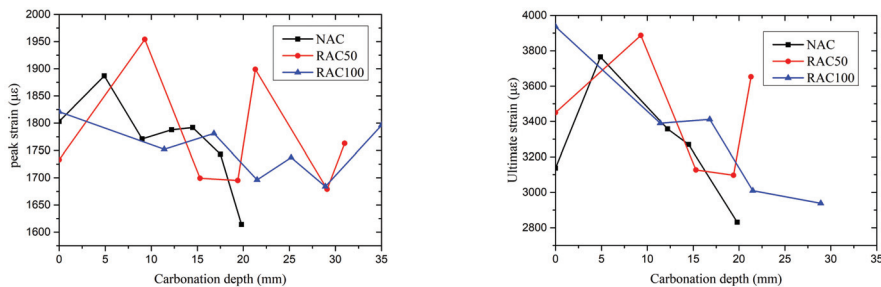 2000
1950
1900
1850
1800
1750
1700
1650
1600
peak strain (με)
NAC
RAC50
RAC100
0 5 10 15 20 25 30 35
Carbonation depth (mm)
4000
3800
3600
3400
3200
3000
2800
Ultimate strain (με)
NAC
RAC50
RAC100
0 5 10 15 20 25 30 35
Carbonation depth (mm)